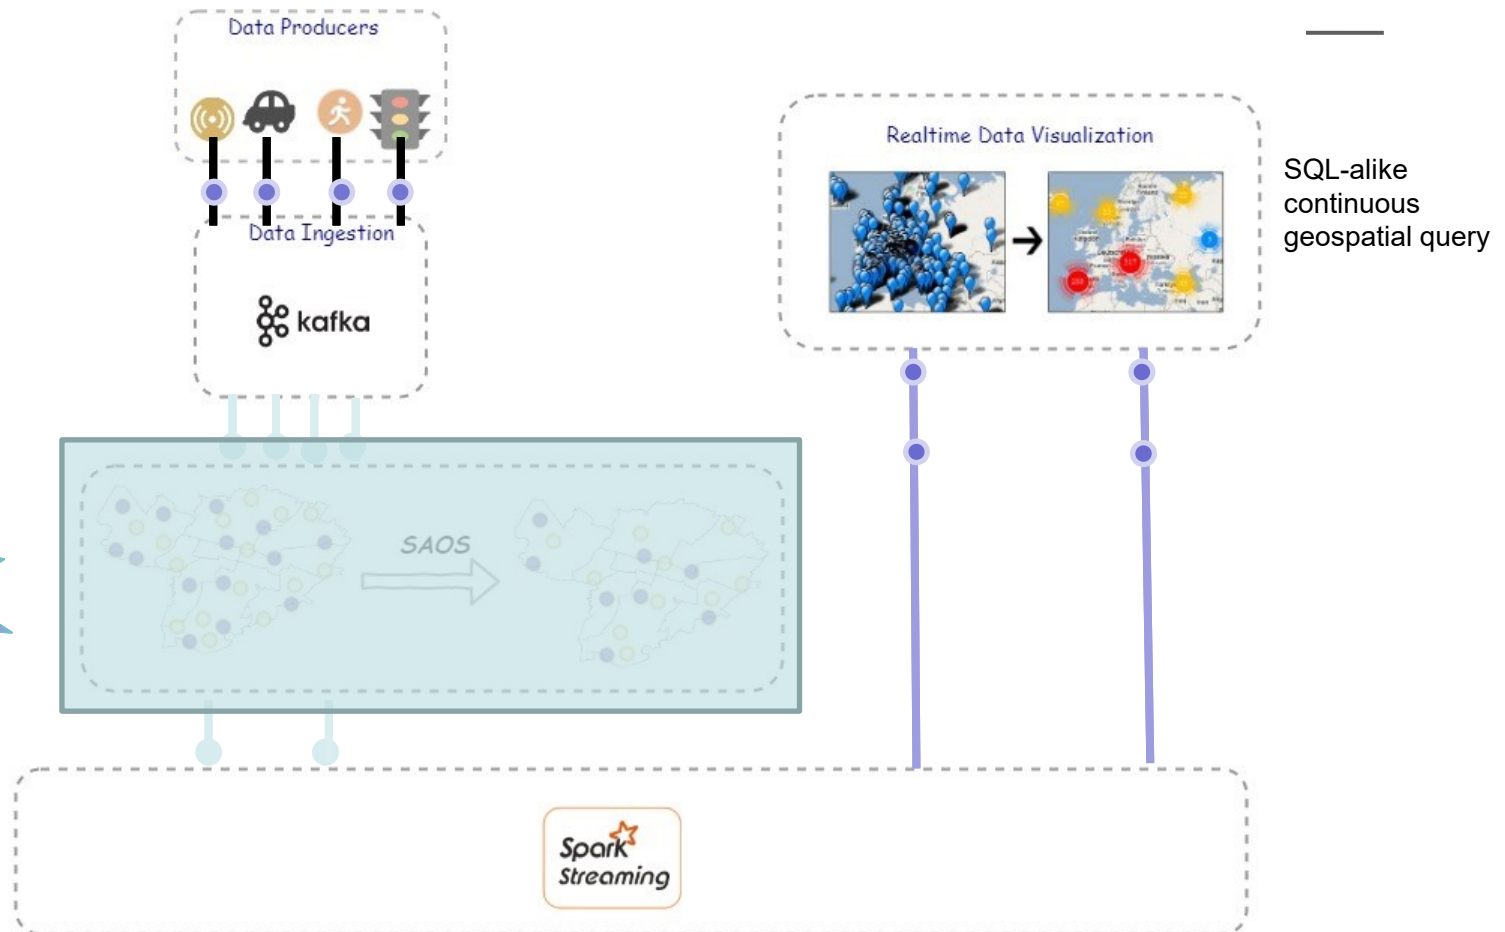 Data Producers
Data Ingestion
kafka
Realtime Data Visualization
SQL-alike
continuous
geospatial query
SAOS
Spark
Streaming